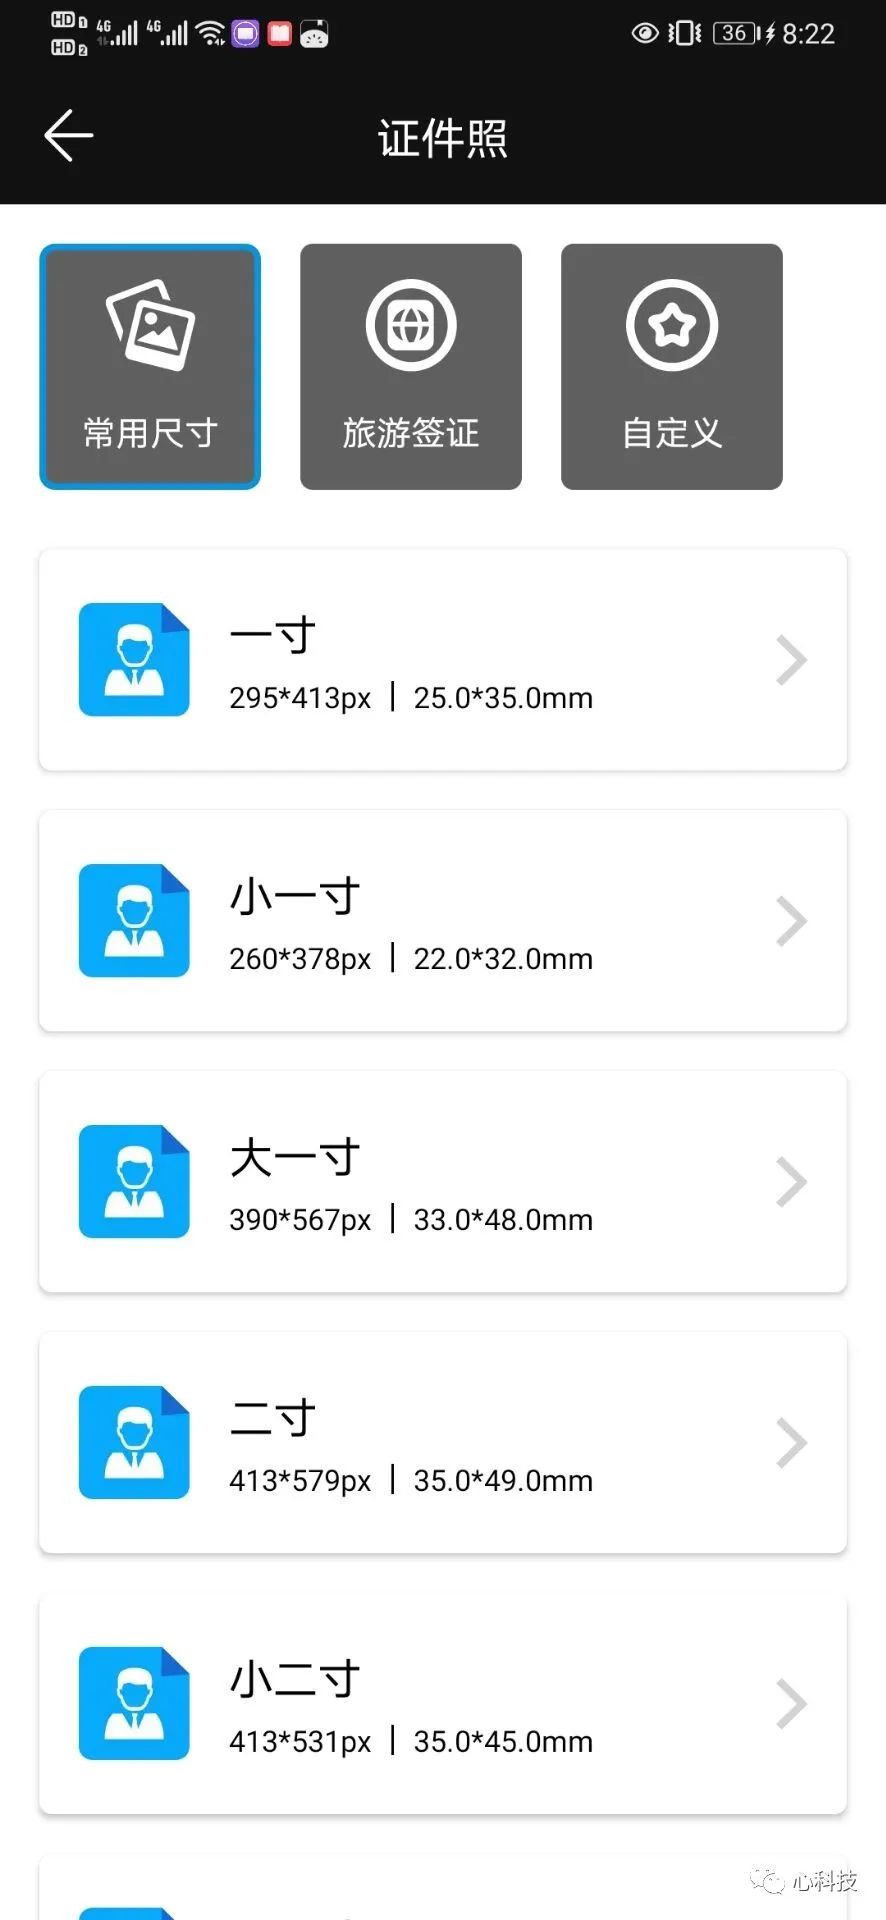 HD 1 4G 4G 36 8:22
HD 2
证件照
常用尺寸 旅游签证 自定义
一寸
295*413px | 25.0*35.0mm
小一寸
260*378px | 22.0*32.0mm
大一寸
390*567px | 33.0*48.0mm
二寸
413*579px | 35.0*49.0mm
小二寸
413*531px | 35.0*45.0mm
心科技